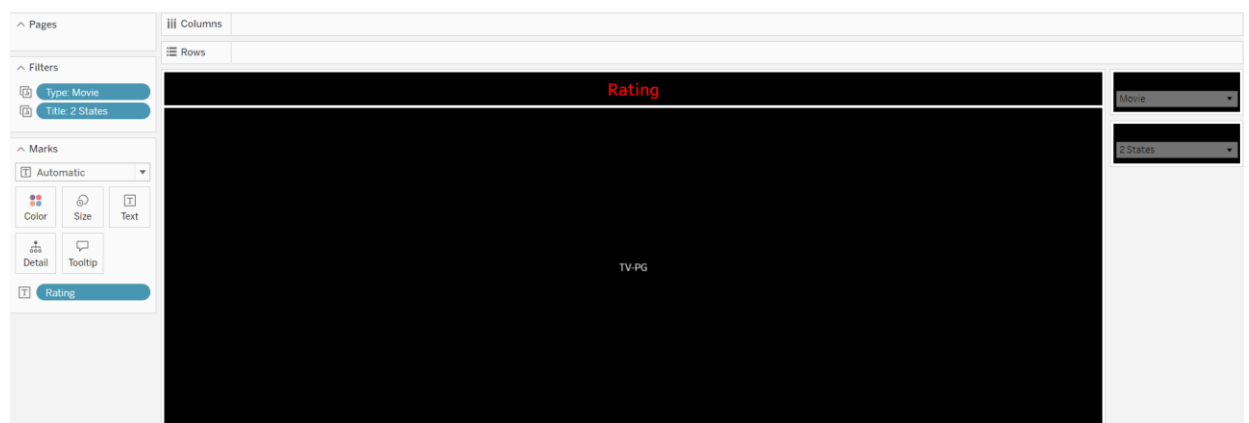 Pages
Columns
Rows
Filters
Type: Movie
Title: 2 States
Marks
Automatic
Color
Size
Text
Detail
Tooltip
Rating
Rating
TV-PG
Movie
2 States